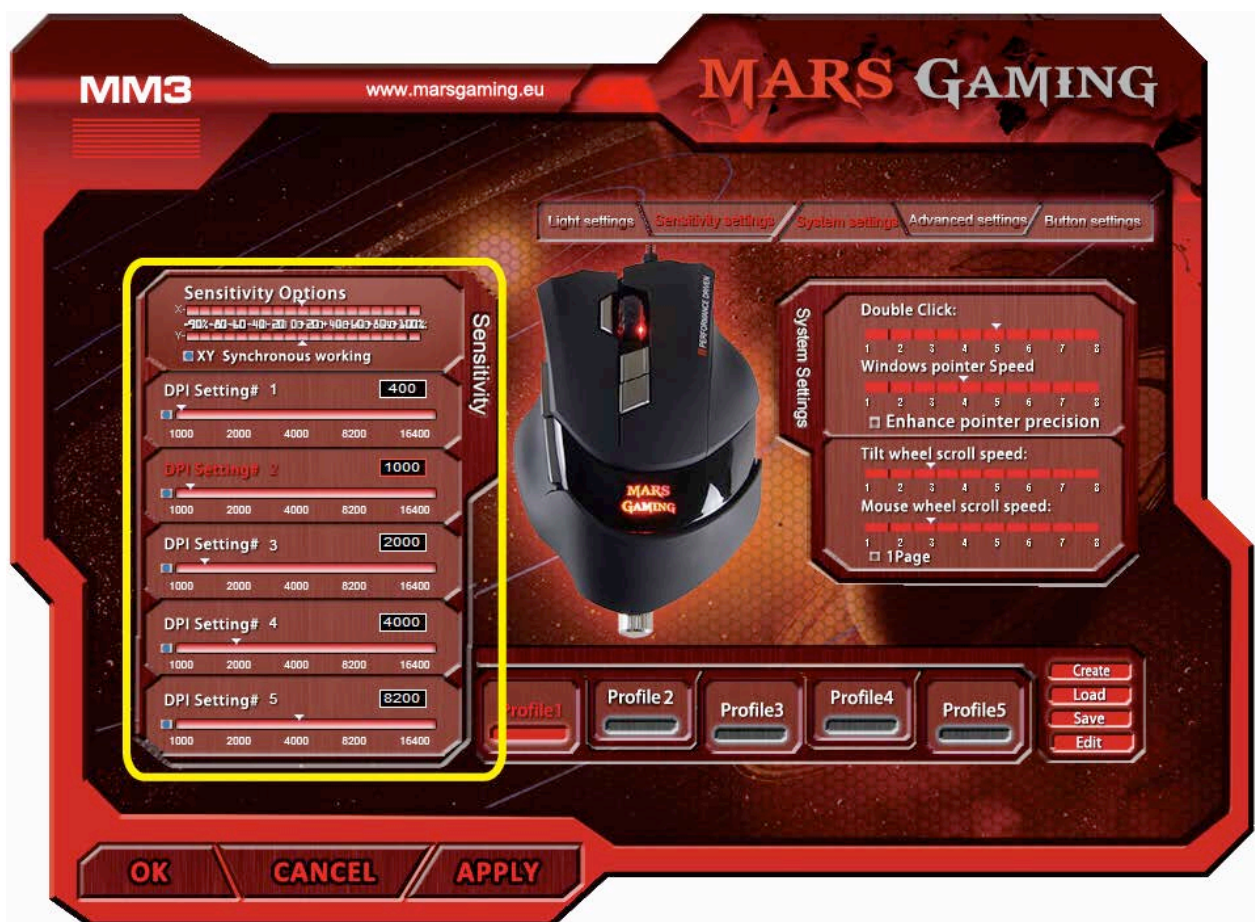 MM3
www.marsgaming.eu
MARS GAMING
Light settings
Sensitivity settings
System settings
Advanced settings
Button settings
Sensitivity Options
X-
Y-
XY Synchronous working
Sensitivity
DPI Setting# 1 400
1000 2000 4000 8200 16400
DPI Setting# 2 1000
1000 2000 4000 8200 16400
DPI Setting# 3 2000
1000 2000 4000 8200 16400
DPI Setting# 4 4000
1000 2000 4000 8200 16400
DPI Setting# 5 8200
1000 2000 4000 8200 16400
PERFORMANCE DRIVEN
MARS
GAMING
System Settings
Double Click:
1 2 3 4 5 6 7 8
Windows pointer Speed
1 2 3 4 5 6 7 8
Enhance pointer precision
Tilt wheel scroll speed:
1 2 3 4 5 6 7 8
Mouse wheel scroll speed:
1 2 3 4 5 6 7 8
1Page
Profile1
Profile 2
Profile3
Profile4
Profile5
Create
Load
Save
Edit
OK
CANCEL
APPLY